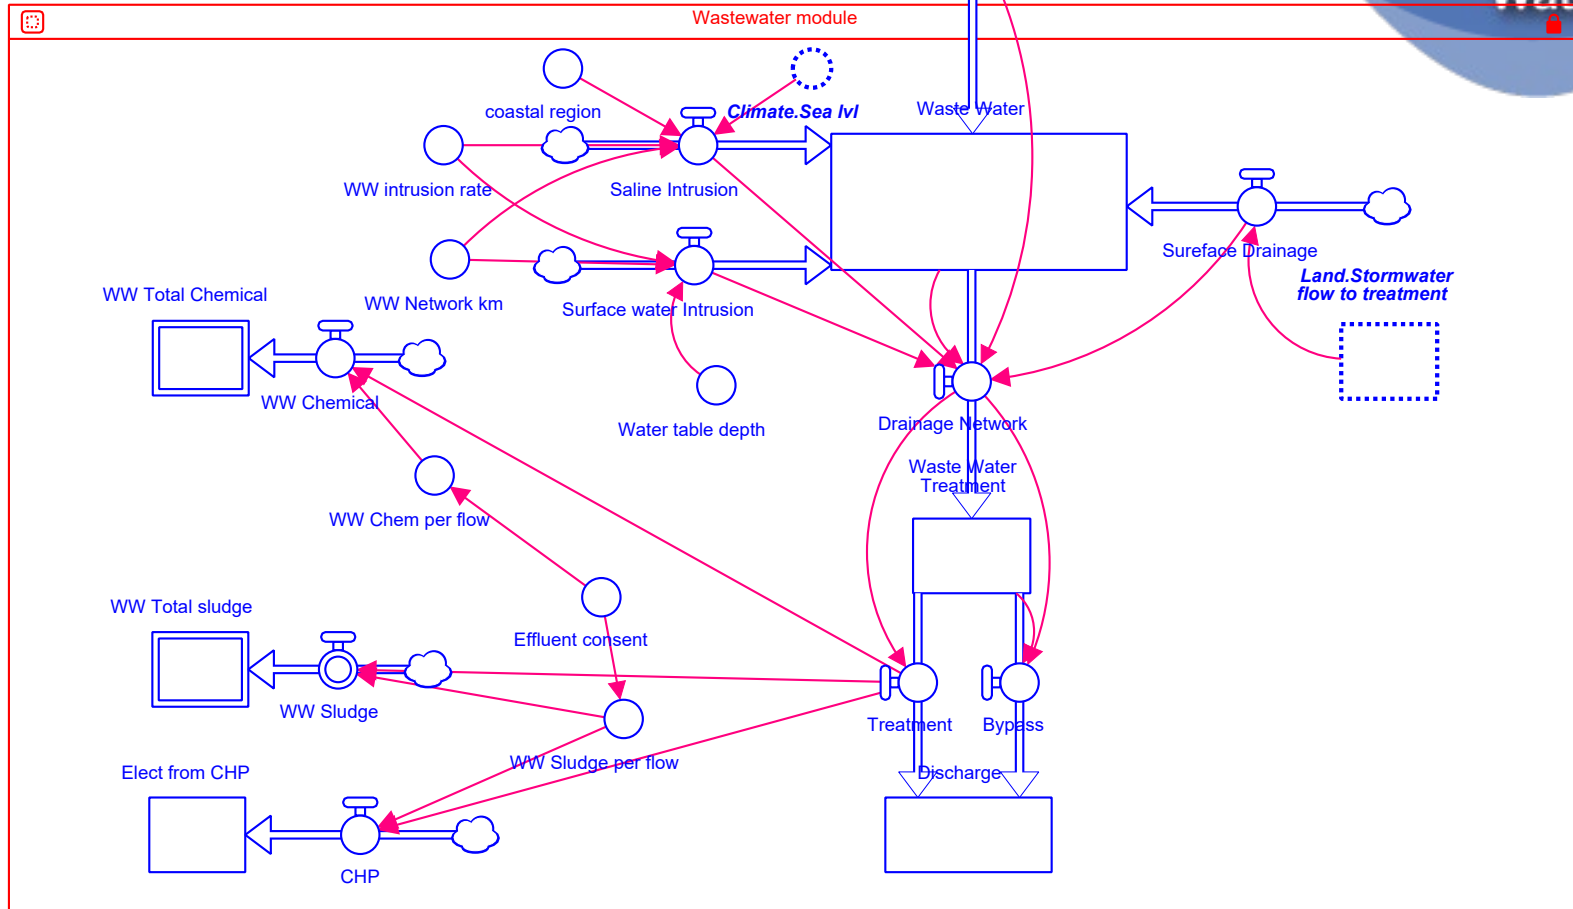 Wastewater module
coastal region
Climate.Sea lvl
Waste Water
WW intrusion rate
Saline Intrusion
Sureface Drainage
Land.Stormwater
flow to treatment
WW Total Chemical
WW Network km
Surface water Intrusion
WW Chemical
Water table depth
Drainage Network
Waste Water
Treatment
WW Chem per flow
WW Total sludge
Effluent consent
WW Sludge
Treatment
Bypass
WW Sludge per flow
Elect from CHP
Discharge
CHP